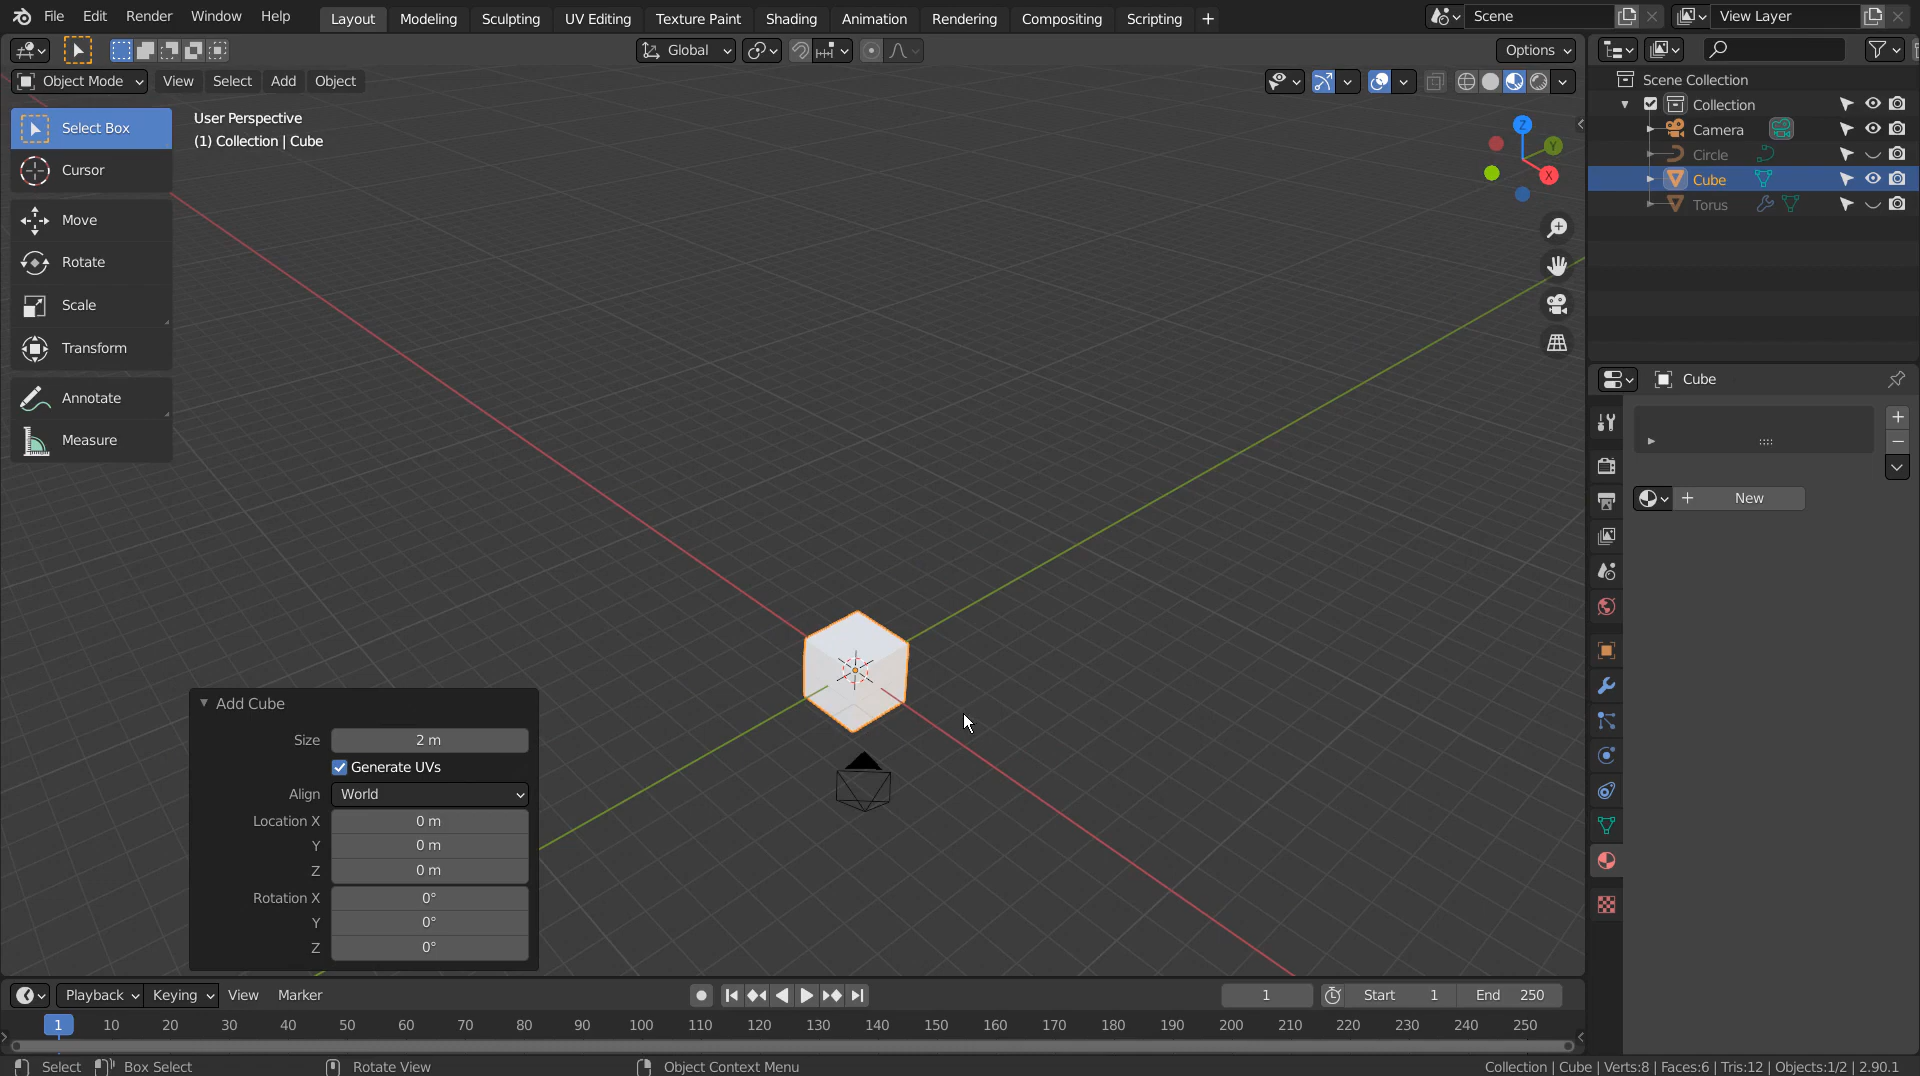 File Edit Render Window Help Layout Modeling Sculpting UV Editing Texture Paint Shading Animation Rendering Compositing Scripting + Scene View Layer
Global Options
Object Mode View Select Add Object
Select Box
Cursor
Move
Rotate
Scale
Transform
Annotate
Measure
User Perspective
(1) Collection | Cube
Z
Y
X
Scene Collection
Collection
Camera
Circle
Cube
Torus
Cube
New
Add Cube
Size 2 m
Generate UVs
Align World
Location X 0 m
Y 0 m
Z 0 m
Rotation X 0°
Y 0°
Z 0°
Playback Keying View Marker 1 Start 1 End 250
1 10 20 30 40 50 60 70 80 90 100 110 120 130 140 150 160 170 180 190 200 210 220 230 240 250
Select Box Select Rotate View Object Context Menu Collection | Cube | Verts:8 | Faces:6 | Tris:12 | Objects:1/2 | 2.90.1